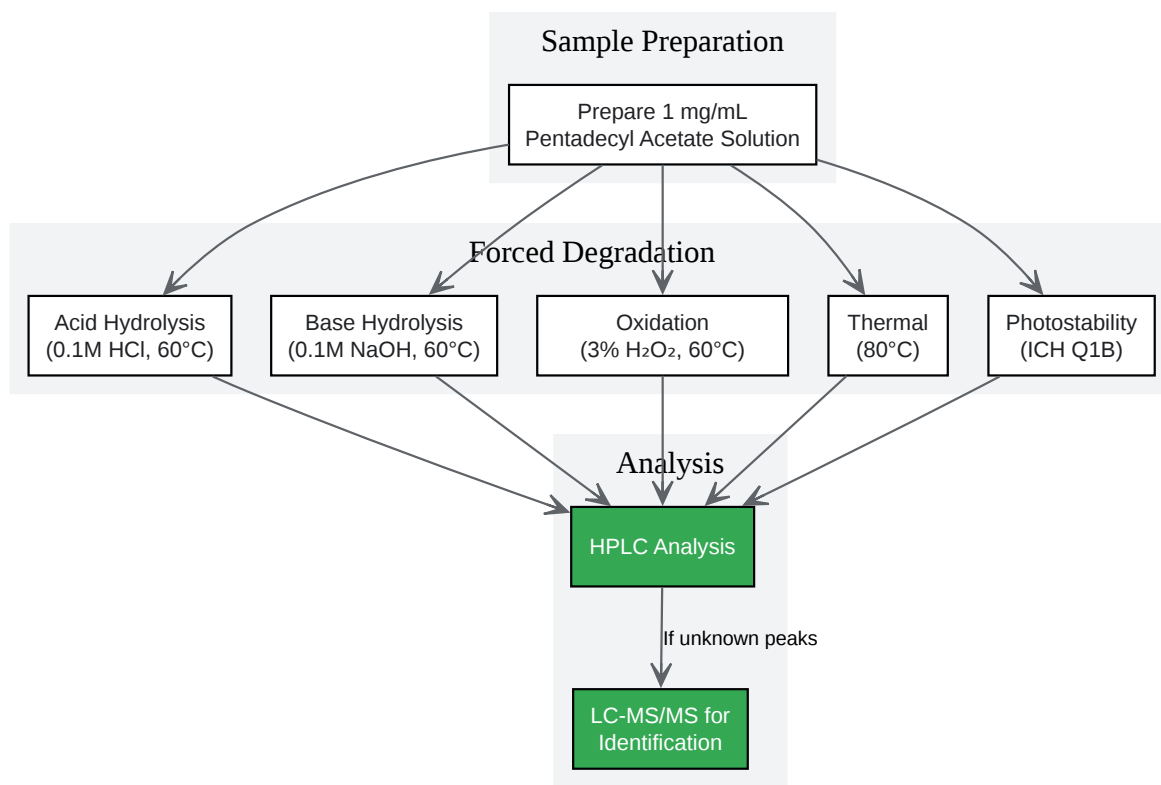 Sample Preparation
Prepare 1 mg/mL
Pentadecyl Acetate Solution
Forced Degradation
Acid Hydrolysis
(0.1M HCl, 60°C)
Base Hydrolysis
(0.1M NaOH, 60°C)
Oxidation
(3% H₂O₂, 60°C)
Thermal
(80°C)
Photostability
(ICH Q1B)
Analysis
HPLC Analysis
If unknown peaks
LC-MS/MS for
Identification